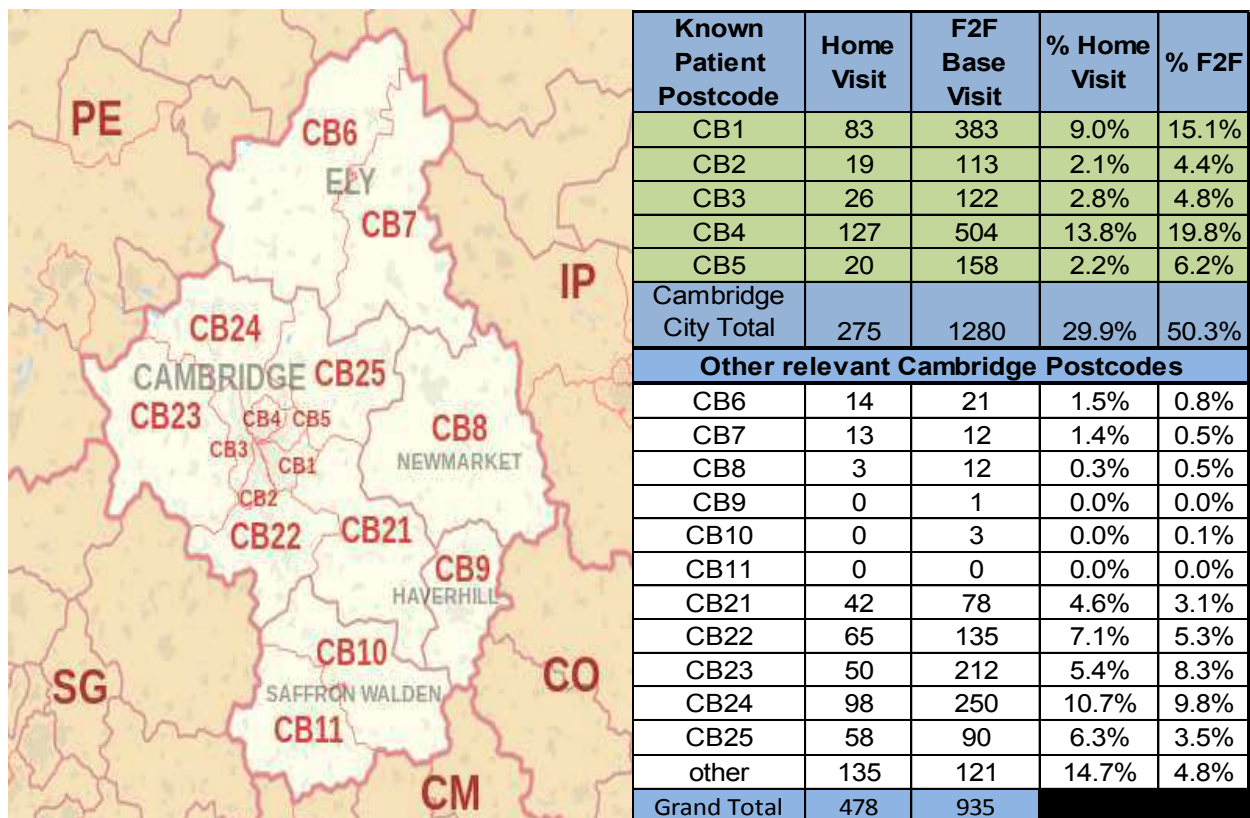 PE
CB6
ELY
CB7
IP
CB24
CAMBRIDGE CB25
CB23
CB4 CB5
CB8
CB3
CB1
NEWMARKET
CB2
CB22
CB21
CB9
HAVERHILL
CB10
SG
CO
SAFFRON WALDEN
CB11
CM
Known Patient Postcode Home Visit F2F Base Visit % Home Visit % F2F
CB1 83 383 9.0% 15.1%
CB2 19 113 2.1% 4.4%
CB3 26 122 2.8% 4.8%
CB4 127 504 13.8% 19.8%
CB5 20 158 2.2% 6.2%
Cambridge
City Total 275 1280 29.9% 50.3%
Other relevant Cambridge Postcodes
CB6 14 21 1.5% 0.8%
CB7 13 12 1.4% 0.5%
CB8 3 12 0.3% 0.5%
CB9 0 1 0.0% 0.0%
CB10 0 3 0.0% 0.1%
CB11 0 0 0.0% 0.0%
CB21 42 78 4.6% 3.1%
CB22 65 135 7.1% 5.3%
CB23 50 212 5.4% 8.3%
CB24 98 250 10.7% 9.8%
CB25 58 90 6.3% 3.5%
other 135 121 14.7% 4.8%
Grand Total 478 935